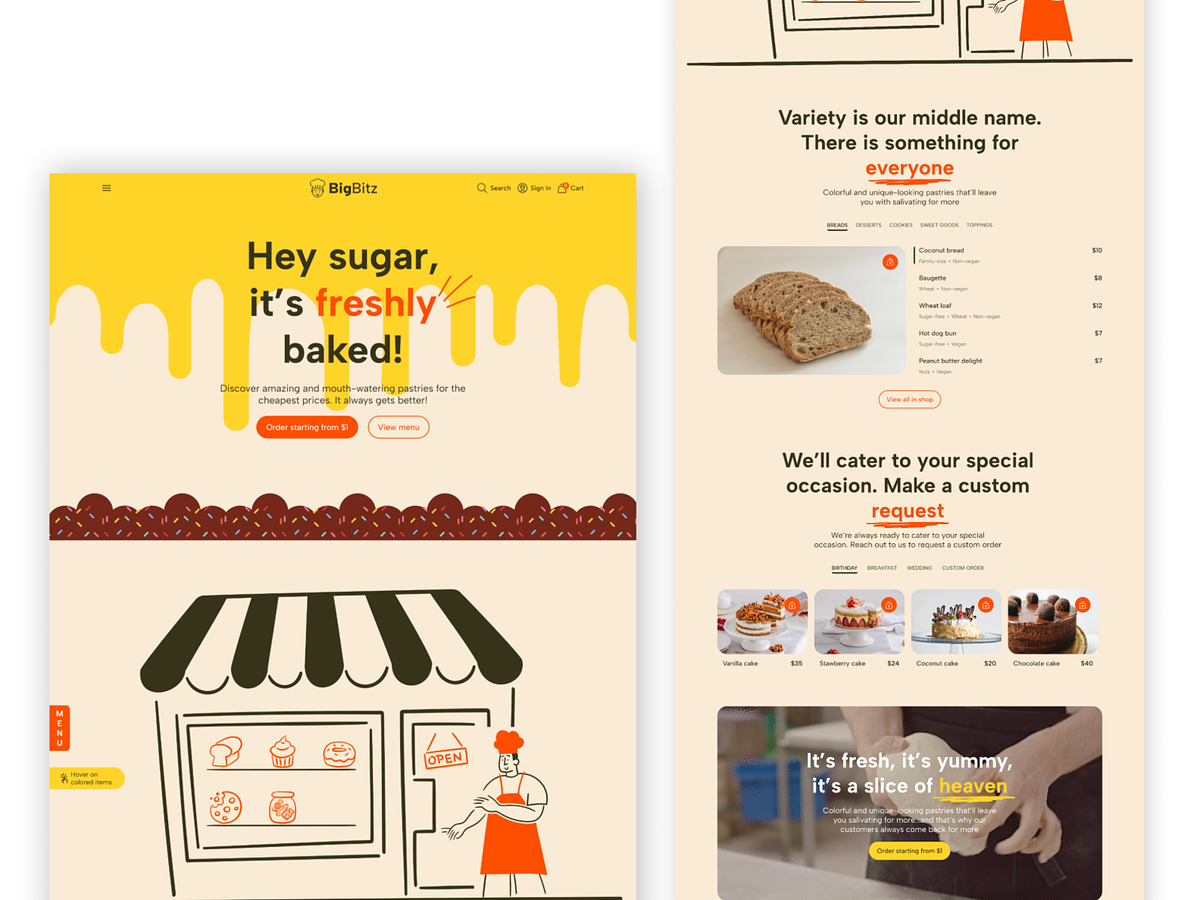 BigBitz
Search
Sign in
Cart
Hey sugar,
it's freshly
baked!
Discover amazing and mouth-watering pastries for the
cheapest prices. It always gets better!
Order starting from $1
View menu
MENU
Hover on
colored items
OPEN
Variety is our middle name.
There is something for
everyone
Colorful and unique-looking pastries that'll leave
you with salivating for more
BREADS
DESSERTS
COOKIES
SWEET GOODS
TOPPINGS
Coconut bread
$10
Family-size • Non-vegan
Baugette
$8
Wheat • Non-vegan
Wheat loaf
$12
Sugar-free • Wheat • Non-vegan
Hot dog bun
$7
Sugar-free • Vegan
Peanut butter delight
$7
Nuts • Vegan
View all in shop
We'll cater to your special
occasion. Make a custom
request
We're always ready to cater to your special
occasion. Reach out to us to request a custom order
BIRTHDAY
BREAKFAST
WEDDING
CUSTOM ORDER
Vanilla cake
$35
Stawberry cake
$24
Coconut cake
$20
Chocolate cake
$40
It's fresh, it's yummy,
it's a slice of heaven
Colorful and unique-looking pastries that'll leave
you salivating for more...and that's why our
customers always come back for more
Order starting from $1